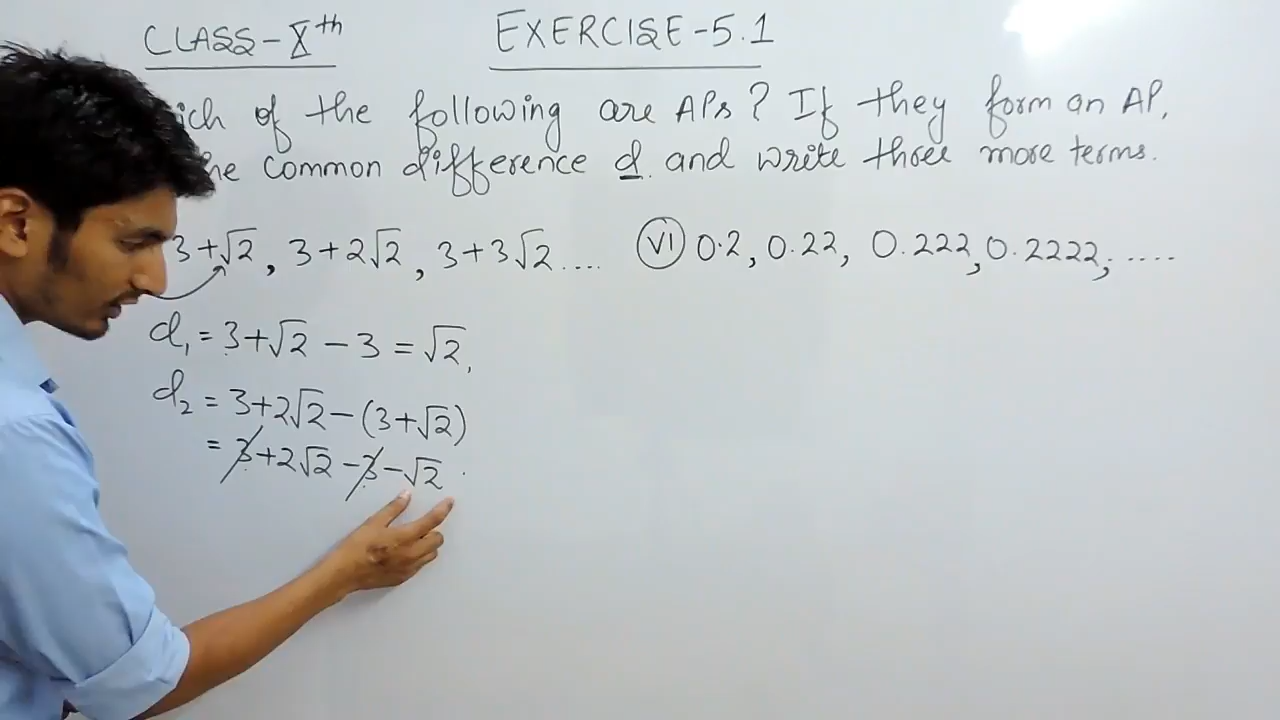 CLASS-Xth EXERCISE-5.1
ich of the following are APs? If they form an AP,
he common difference d. and write three more terms.
3+√2, 3+2√2, 3+3√2.... (VI) 0.2, 0.22, 0.222, 0.2222, ....
d₁ = 3+√2 - 3 = √2,
d₂ = 3+2√2-(3+√2)
= 3+2√2-3-√2